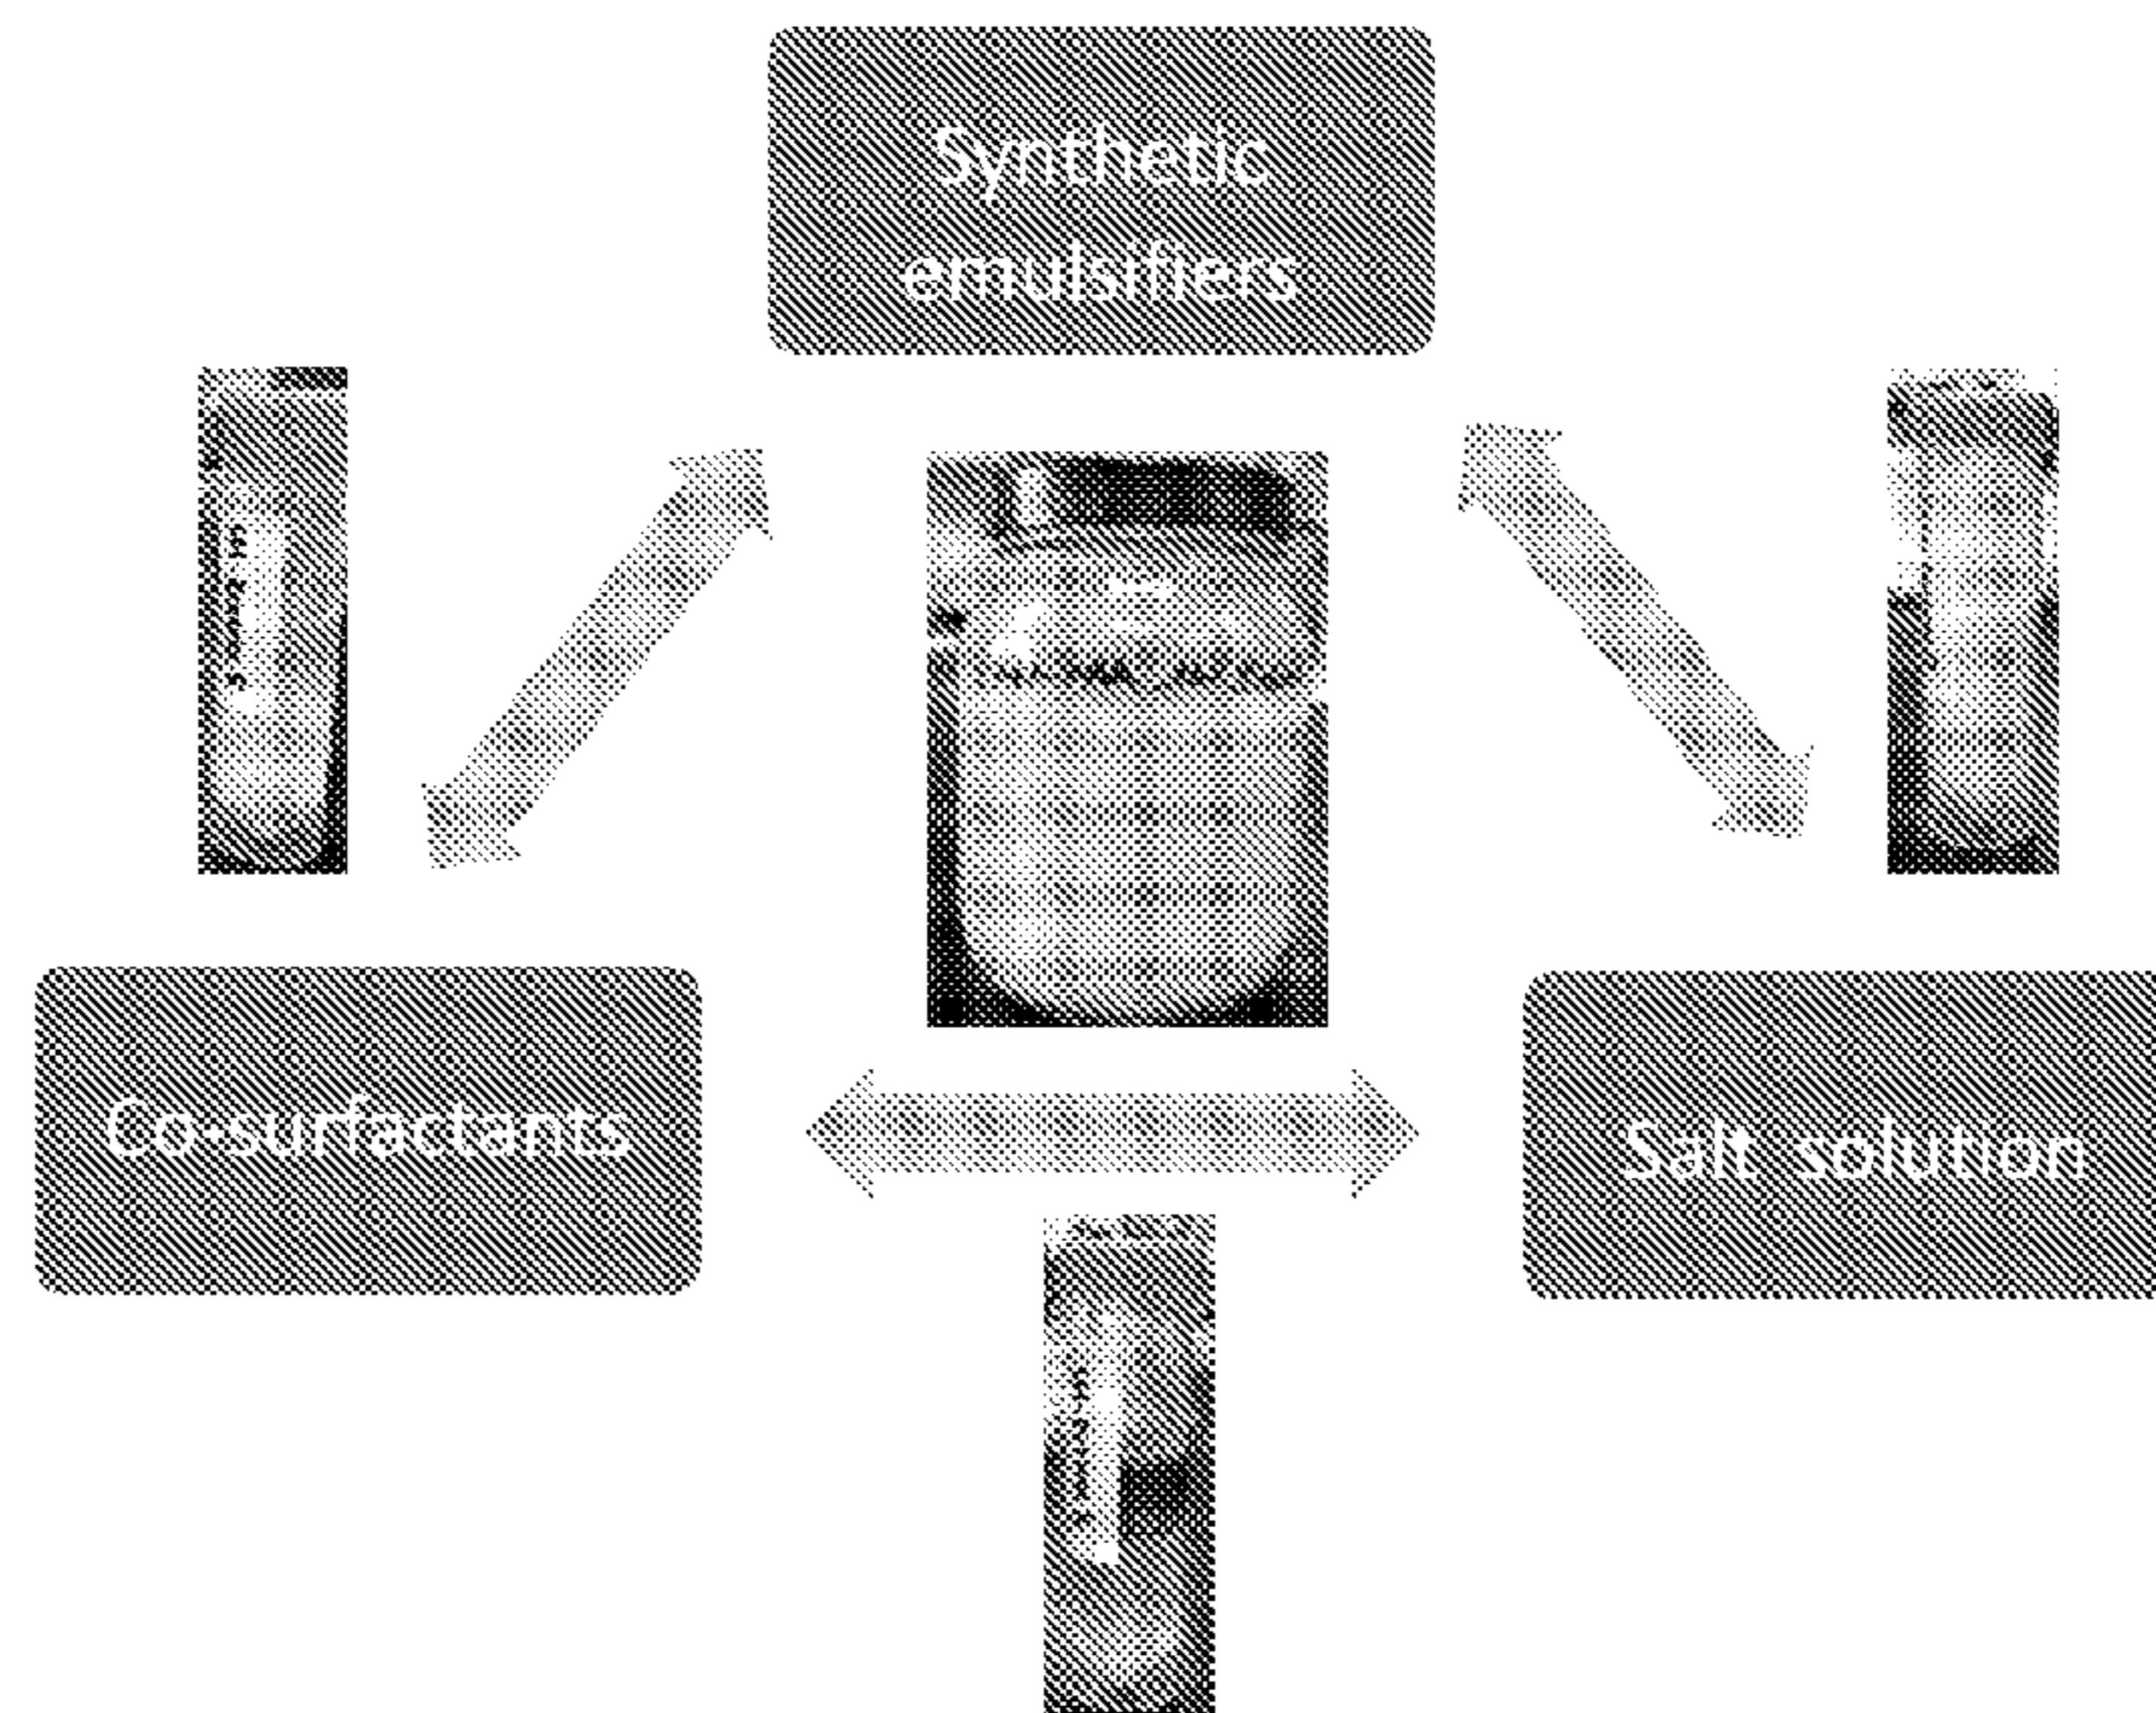 Synthetic
emulsifiers
Co-surfactants
Salt solution